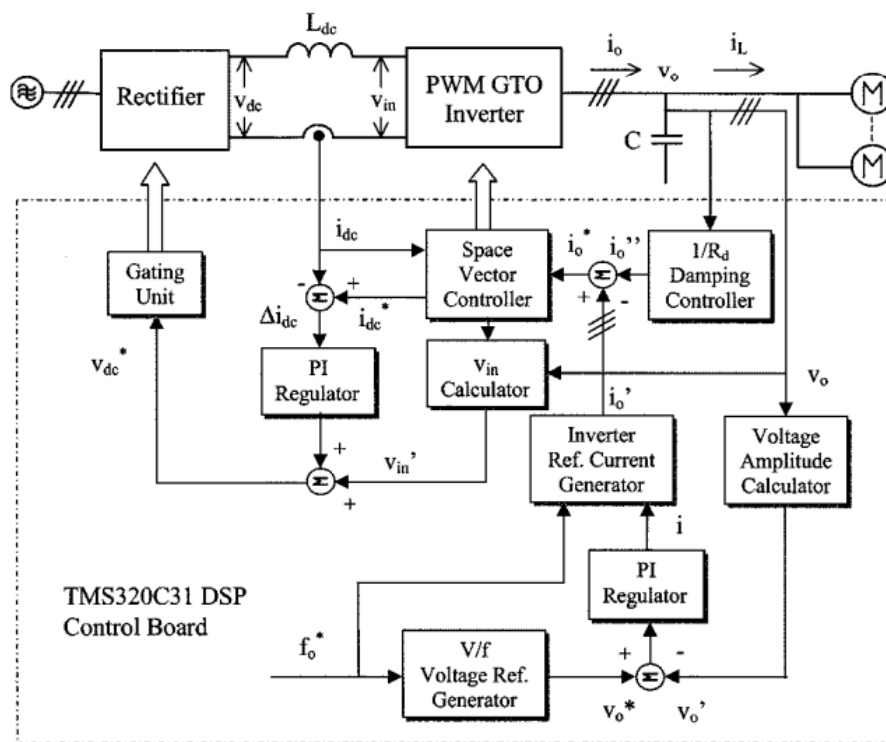 L_dc
i_o
i_L
v_o
Rectifier
v_dc
v_in
PWM GTO
Inverter
M
C
M
i_dc
Space
Vector
Controller
i_o*
i_o''
Σ
+
-
1/R_d
Damping
Controller
Gating
Unit
-
+
Σ
i_dc*
Δi_dc
v_dc*
PI
Regulator
v_in
Calculator
v_o
i_o'
Inverter
Ref. Current
Generator
Voltage
Amplitude
Calculator
+
Σ
+
v_in'
i
PI
Regulator
TMS320C31 DSP
Control Board
f_o*
V/f
Voltage Ref.
Generator
+
-
Σ
v_o*
v_o'